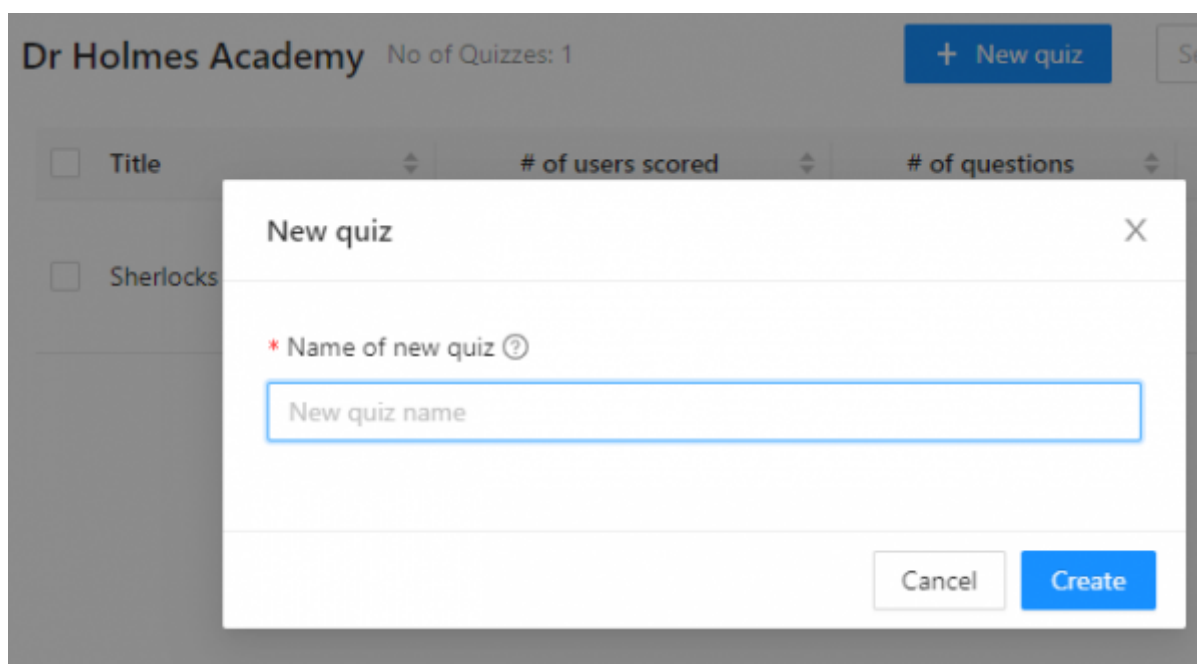 Dr Holmes Academy No of Quizzes: 1 + New quiz
Title # of users scored # of questions
New quiz X
Sherlocks
* Name of new quiz ?
New quiz name
Cancel Create